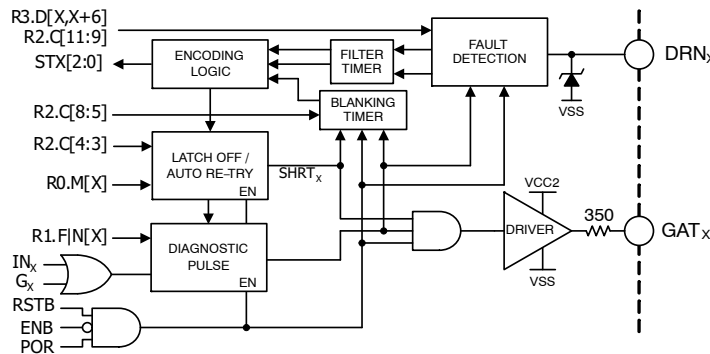 R3.D[X,X+6]
R2.C[11:9]
STX[2:0]
ENCODING
LOGIC
FILTER
TIMER
FAULT
DETECTION
DRNX
VSS
R2.C[8:5]
BLANKING
TIMER
R2.C[4:3]
LATCH OFF /
AUTO RE-TRY
EN
SHRTX
R0.M[X]
VCC2
350
R1.F|N[X]
DIAGNOSTIC
PULSE
EN
DRIVER
GATX
VSS
INX
GX
RSTB
ENB
POR